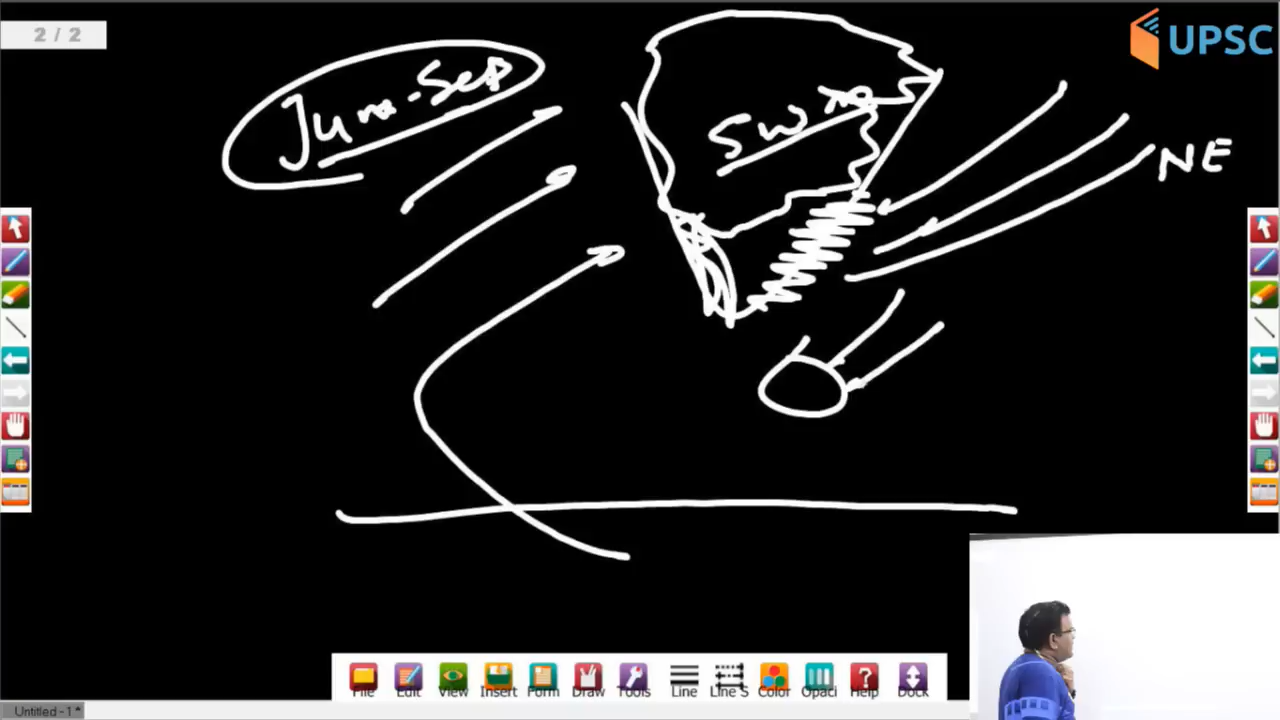 2 / 2
UPSC
June-Sep
SW
NE
File Edit View Insert Form Draw Tools Line Line S Color Opaci Help Dock
Untitled - 1 *